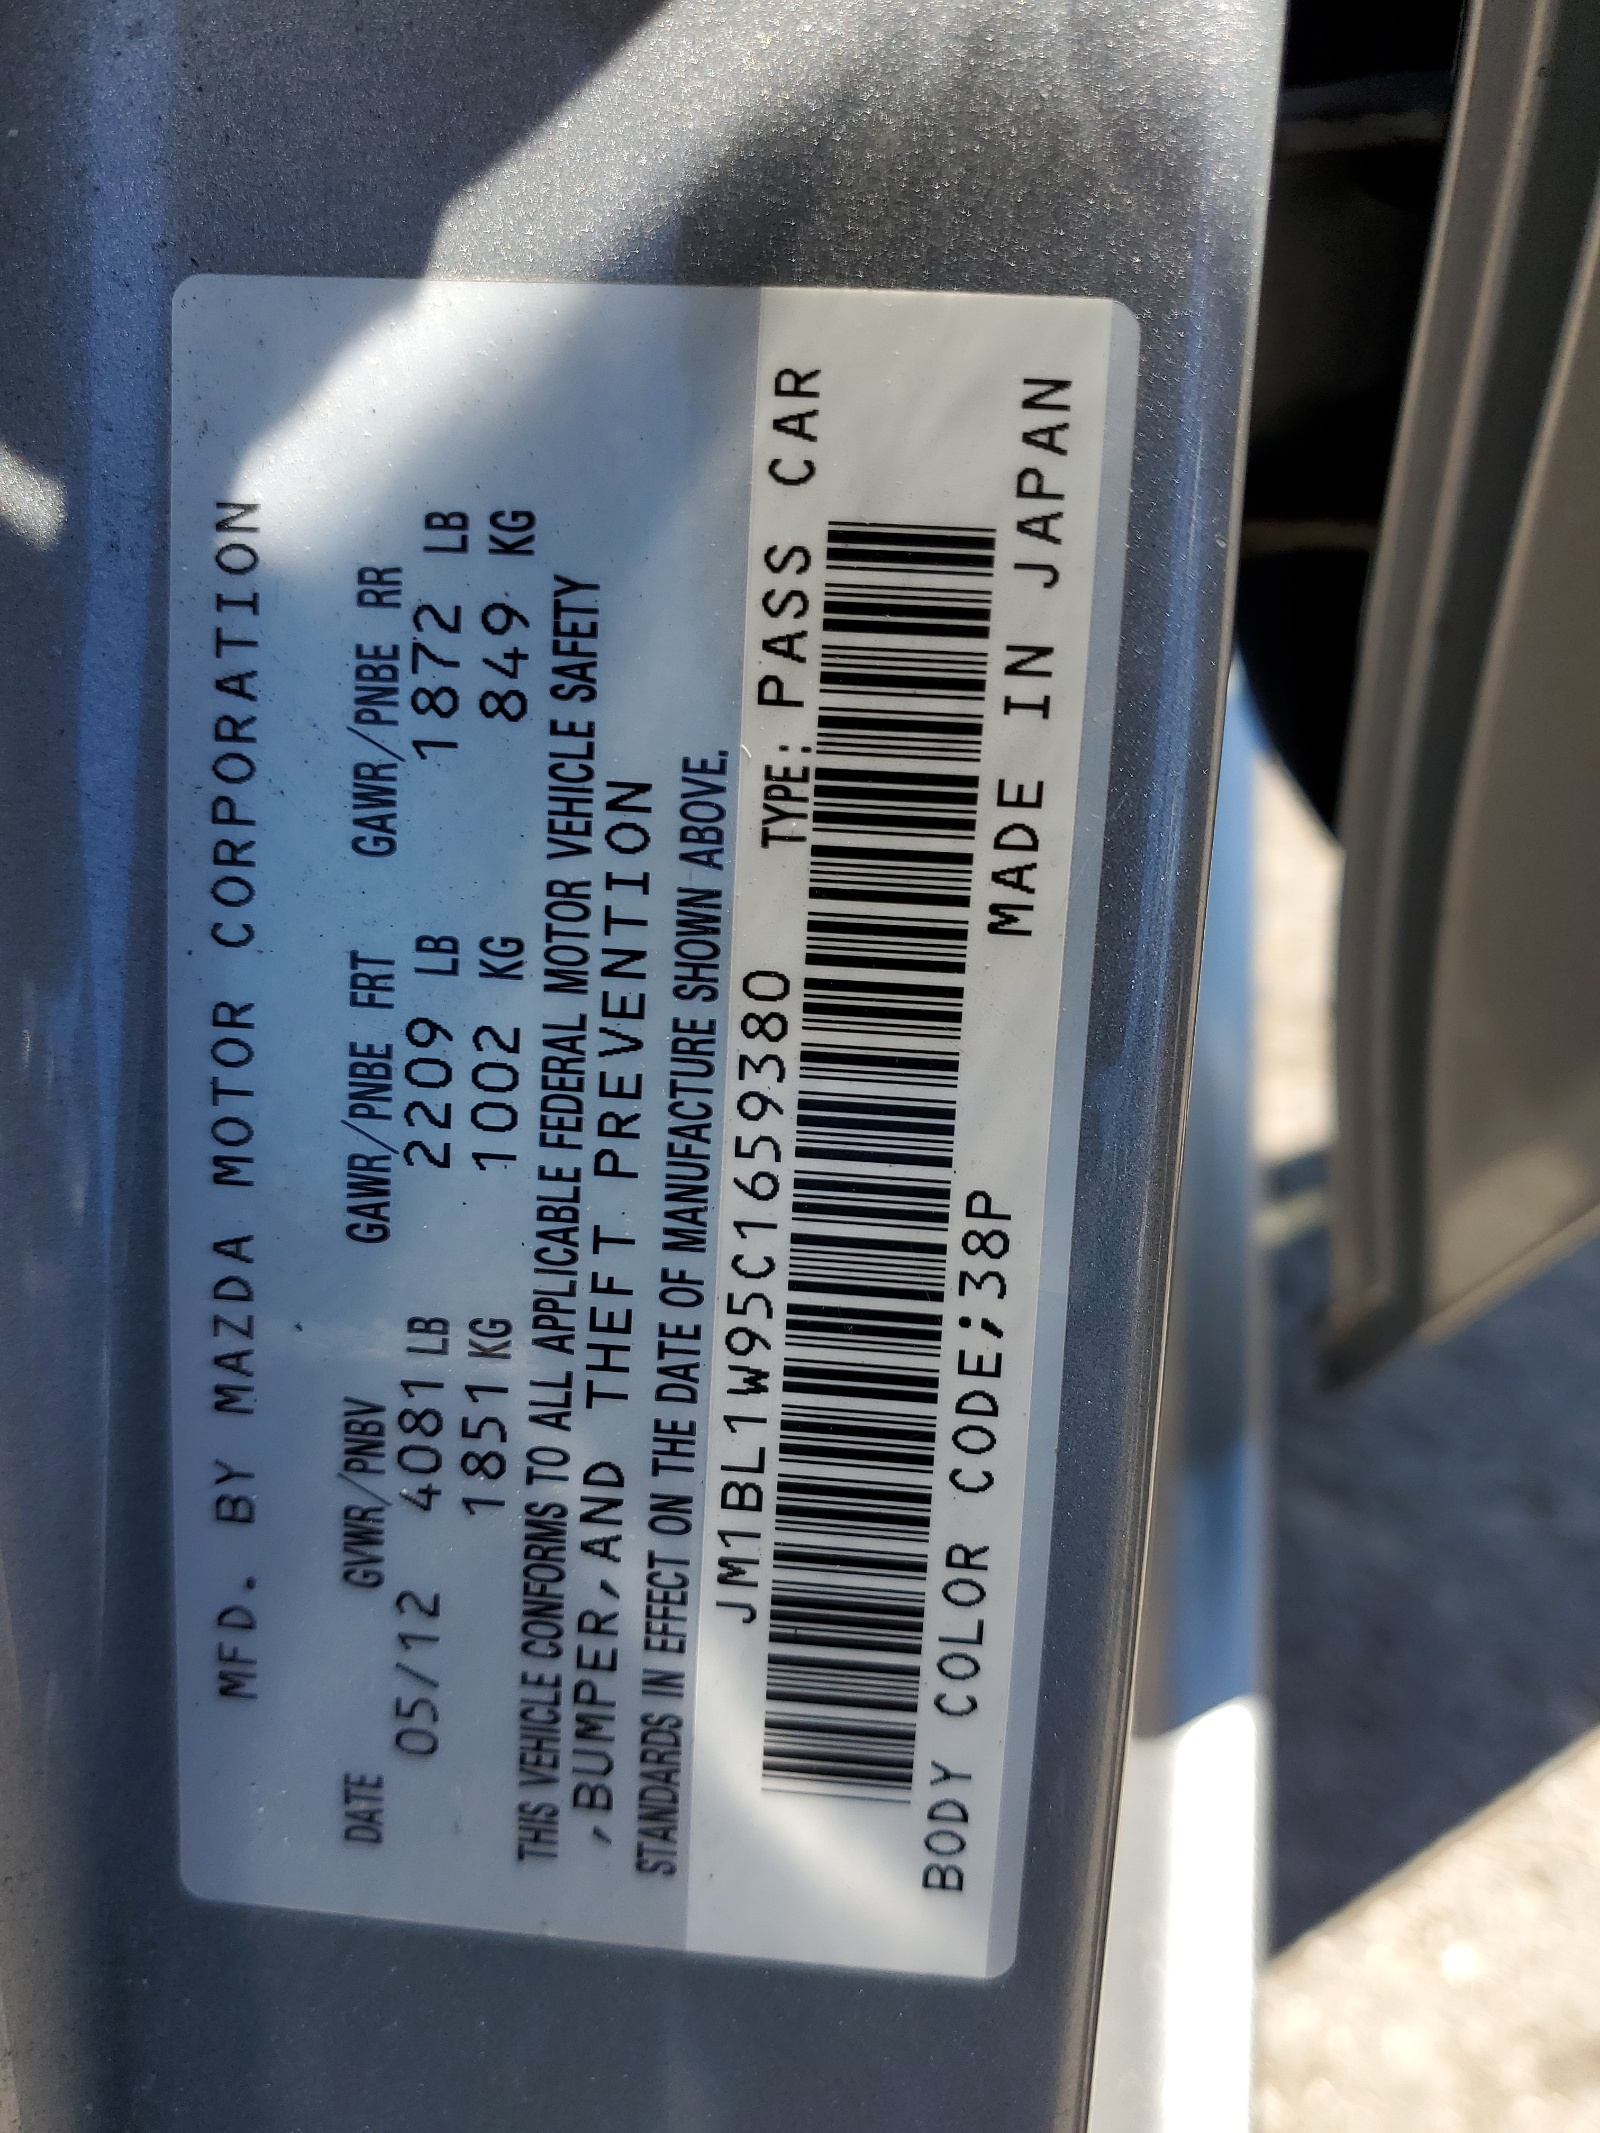 MFD. BY MAZDA MOTOR CORPORATION
DATE GVWR/PNBV GAWR/PNBE FRT GAWR/PNBE RR
05/12 4081 LB 2209 LB 1872 LB
1851 KG 1002 KG 849 KG
THIS VEHICLE CONFORMS TO ALL APPLICABLE FEDERAL MOTOR VEHICLE SAFETY
,BUMPER,AND THEFT PREVENTION
STANDARDS IN EFFECT ON THE DATE OF MANUFACTURE SHOWN ABOVE.
JM1BL1W95C1659380 TYPE: PASS CAR
BODY COLOR CODE;38P MADE IN JAPAN